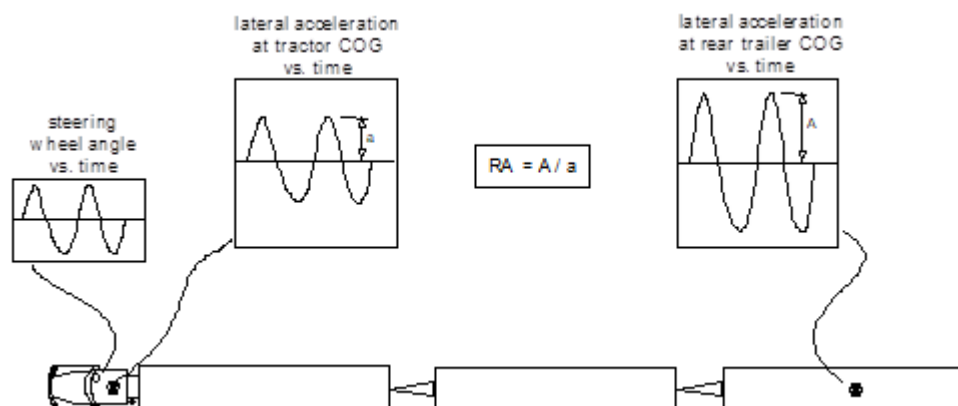 lateral acceleration
at tractor COG
vs. time
lateral acceleration
at rear trailer COG
vs. time
steering
wheel angle
vs. time
a
A
RA = A / a